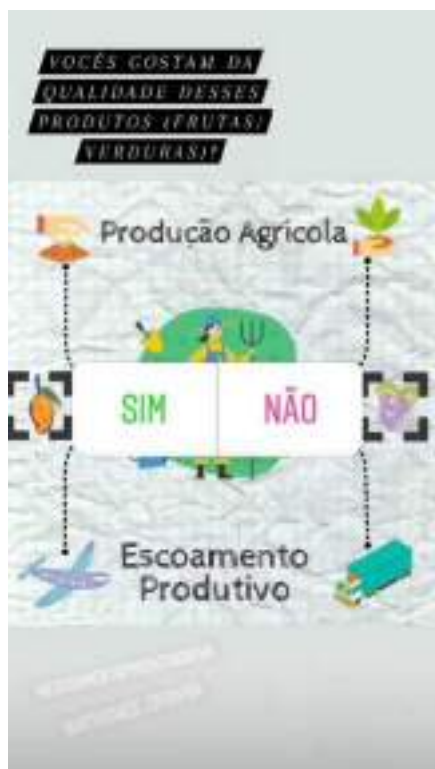 VOCÊS GOSTAM DA
QUALIDADE DESSES
PRODUTOS (FRUTAS/
VERDURAS)?
Produção Agrícola
SIM NÃO
Escoamento
Produtivo